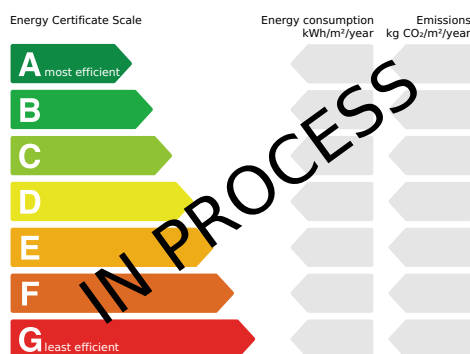 Energy Certificate Scale
Energy consumption
kWh/m²/year
Emissions
kg CO₂/m²/year
A most efficient
B
C
D
E
F
G least efficient
IN PROCESS